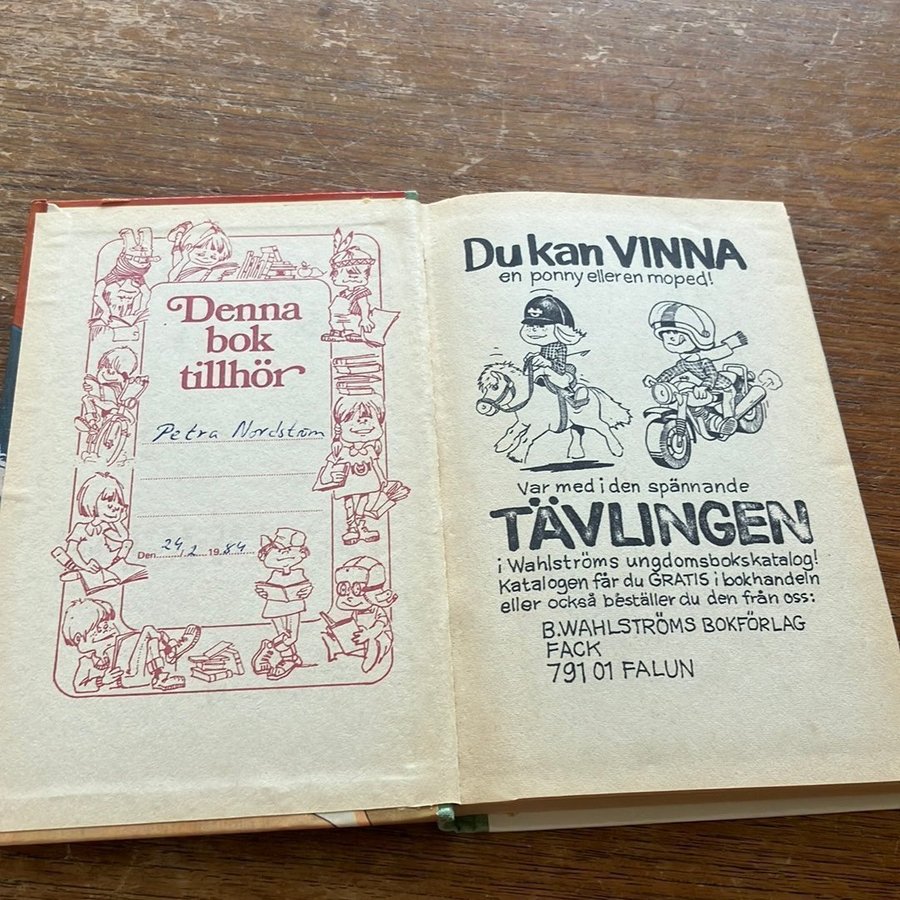 Denna
bok
tillhör
Petra Nordström
Den 24/2 1984
Du kan VINNA
en ponny eller en moped!
Var med i den spännande
TÄVLINGEN
i Wahlströms ungdomsbokskatalog!
Katalogen får du GRATIS i bokhandeln
eller också beställer du den från oss:
B.WAHLSTRÖMS BOKFÖRLAG
FACK
791 01 FALUN